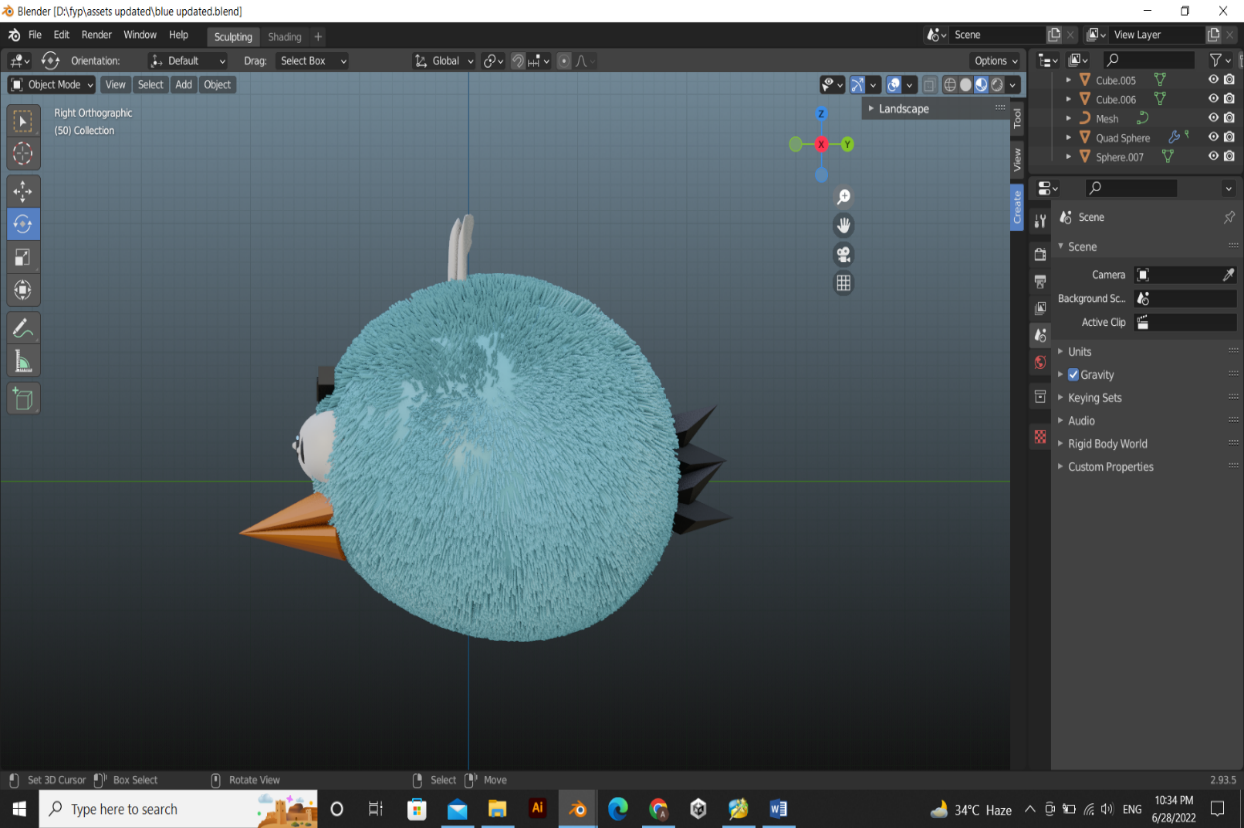 Blender [D:\fyp\assets updated\blue updated.blend]
File Edit Render Window Help Sculpting Shading + Scene View Layer
Orientation: Default Drag: Select Box Global Options
Object Mode View Select Add Object
Right Orthographic
(50) Collection
Z
X
Y
Landscape
Tool
View
Create
Cube.005
Cube.006
Mesh
Quad Sphere
Sphere.007
Scene
Scene
Camera
Background Sc...
Active Clip
Units
Gravity
Keying Sets
Audio
Rigid Body World
Custom Properties
Set 3D Cursor Box Select Rotate View Select Move 2.93.5
Type here to search
Ai
34°C Haze
ENG
10:34 PM
6/28/2022